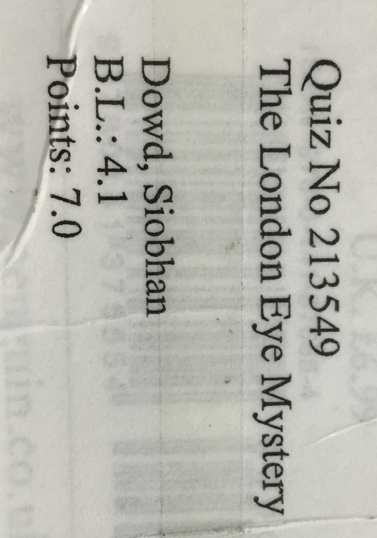 Quiz No 213549
The London Eye Mystery
Dowd, Siobhan
B.L.: 4.1
Points: 7.0